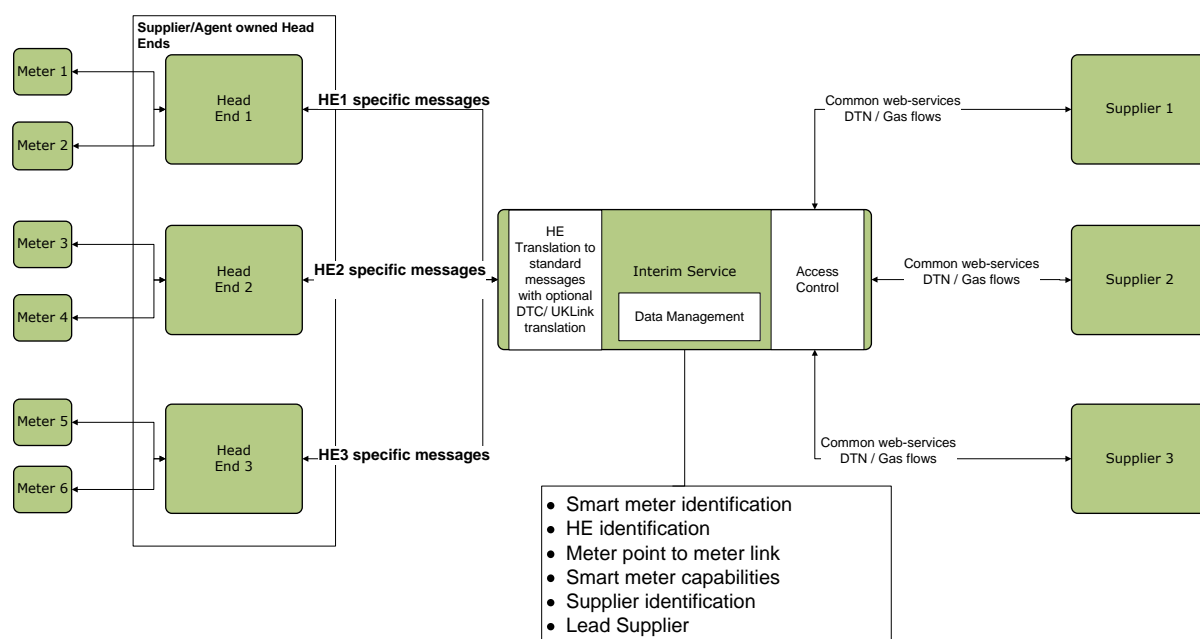 Supplier/Agent owned Head
Ends
Meter 1
Meter 2
Head
End 1
HE1 specific messages
Common web-services
DTN / Gas flows
Supplier 1
Meter 3
Meter 4
Head
End 2
HE2 specific messages
HE
Translation to
standard
messages
with optional
DTC/ UKLink
translation
Interim Service
Data Management
Access
Control
Common web-services
DTN / Gas flows
Supplier 2
Meter 5
Meter 6
Head
End 3
HE3 specific messages
Common web-services
DTN / Gas flows
Supplier 3
• Smart meter identification
• HE identification
• Meter point to meter link
• Smart meter capabilities
• Supplier identification
• Lead Supplier